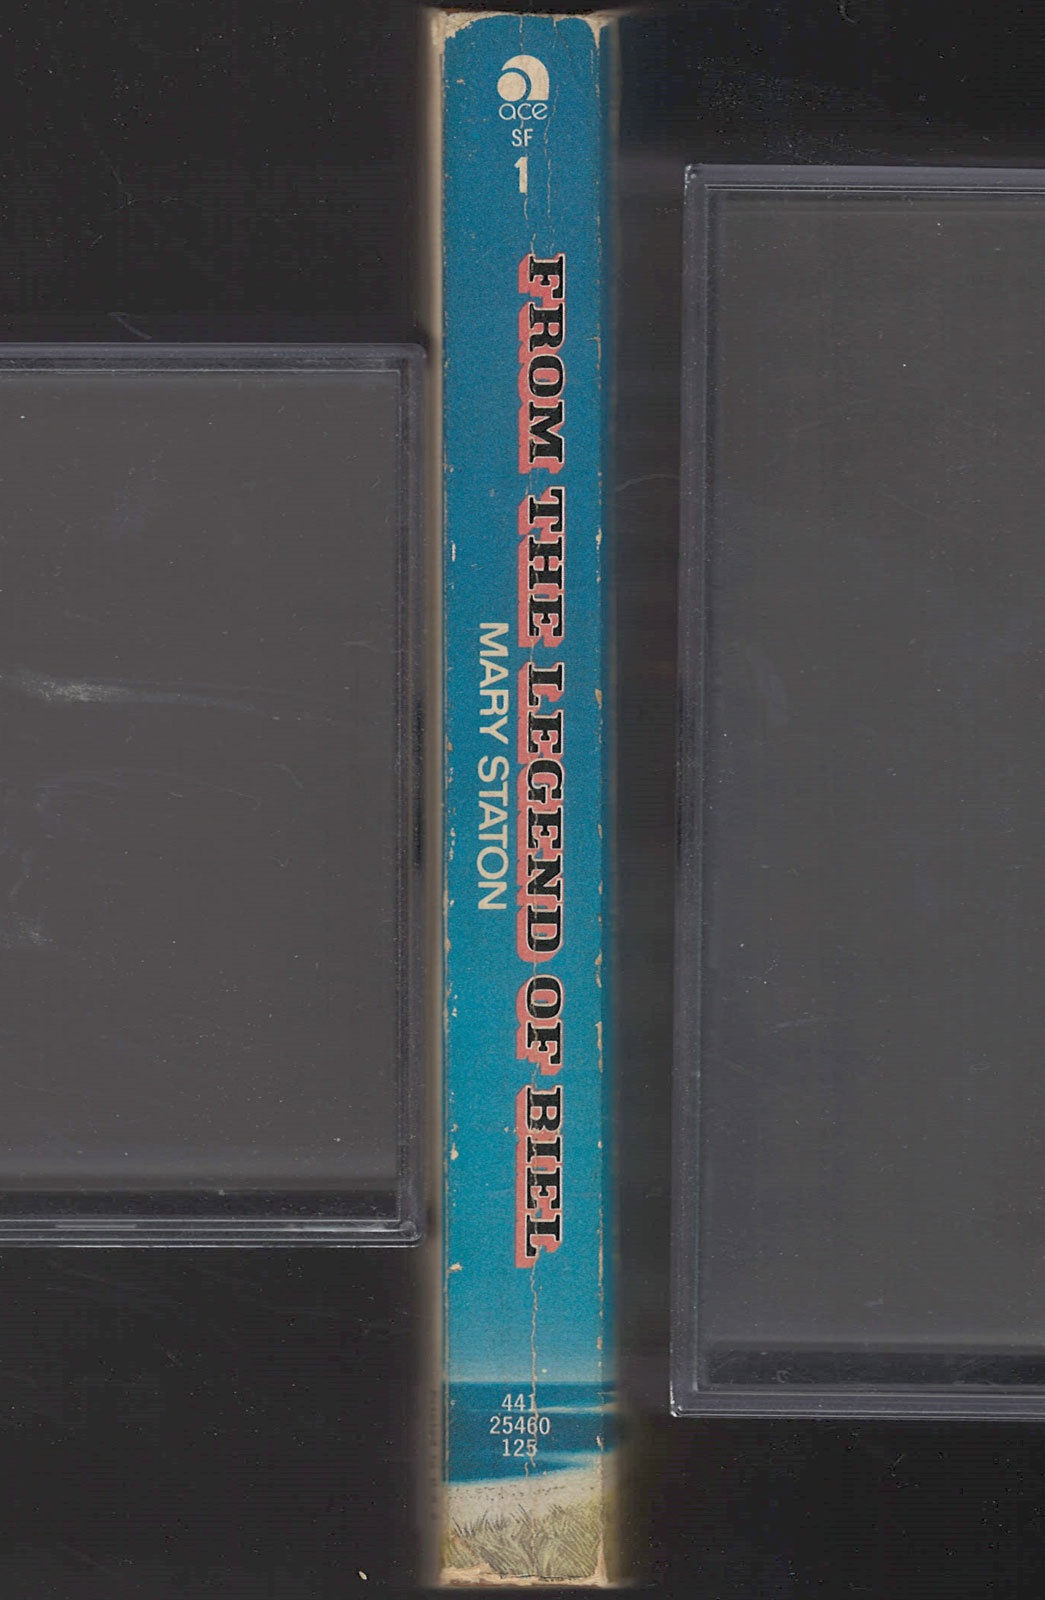 ace
SF
1
FROM THE LEGEND OF BIEL
MARY STATON
441
25460
125